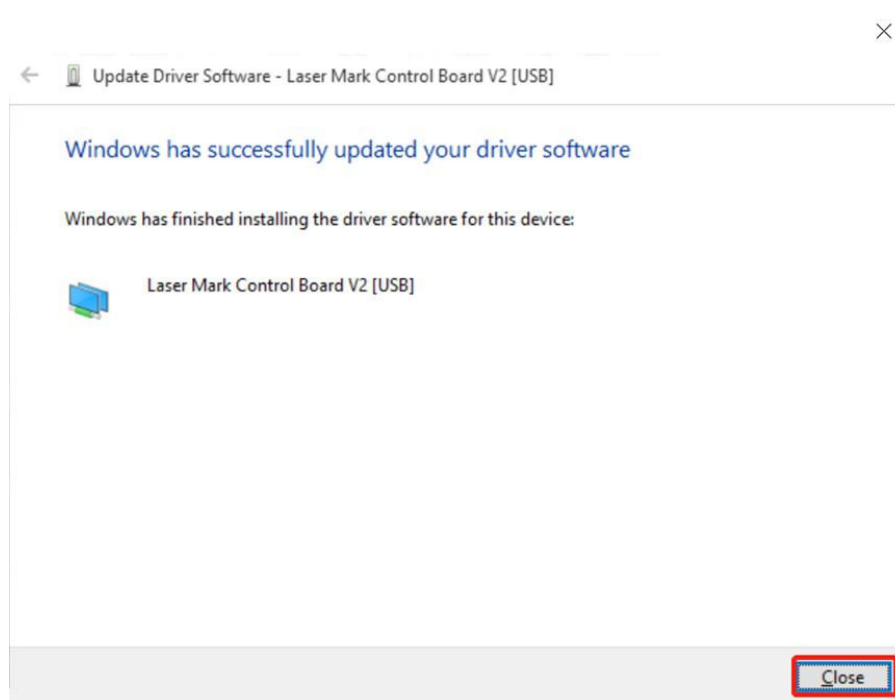 Update Driver Software - Laser Mark Control Board V2 [USB]
Windows has successfully updated your driver software
Windows has finished installing the driver software for this device:
Laser Mark Control Board V2 [USB]
Close